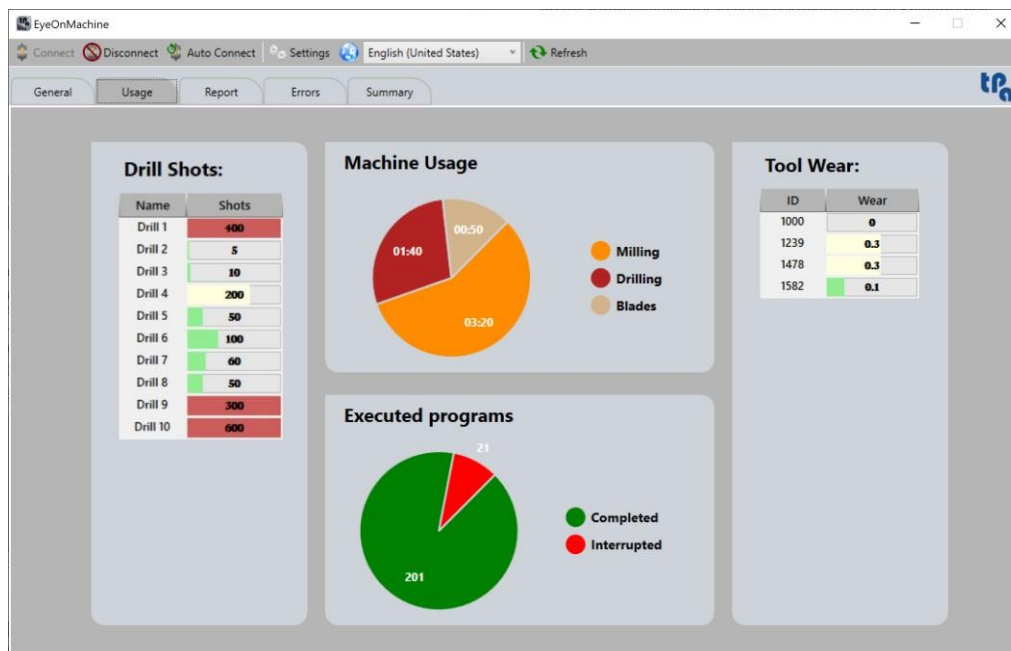 EyeOnMachine
Connect Disconnect Auto Connect Settings English (United States) Refresh
General Usage Report Errors Summary
tpa
Drill Shots:
Name Shots
Drill 1 400
Drill 2 5
Drill 3 10
Drill 4 200
Drill 5 50
Drill 6 100
Drill 7 60
Drill 8 50
Drill 9 300
Drill 10 600
Machine Usage
00:50
01:40
03:20
Milling
Drilling
Blades
Executed programs
21
201
Completed
Interrupted
Tool Wear:
ID Wear
1000 0
1239 0.3
1478 0.3
1582 0.1